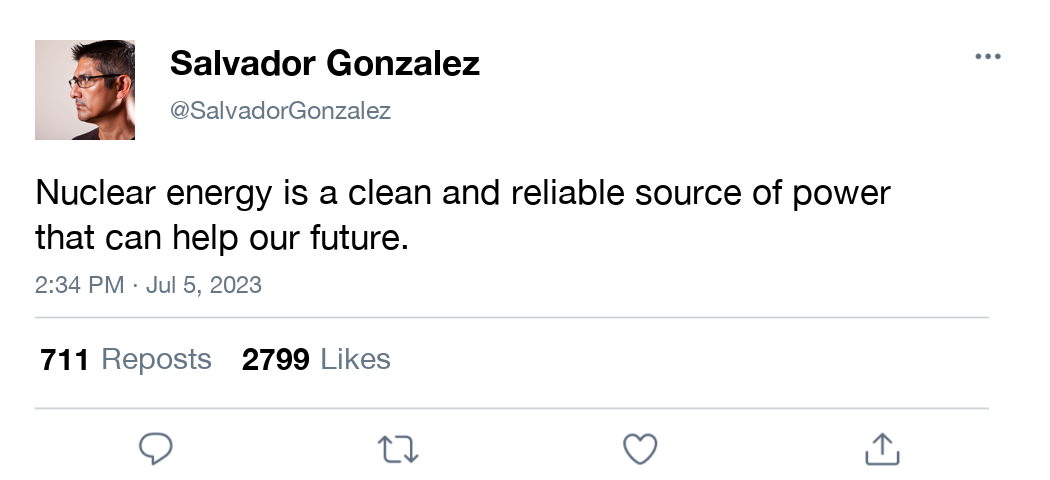 Salvador Gonzalez
@SalvadorGonzalez
Nuclear energy is a clean and reliable source of power
that can help our future.
2:34 PM · Jul 5, 2023
711 Reposts 2799 Likes